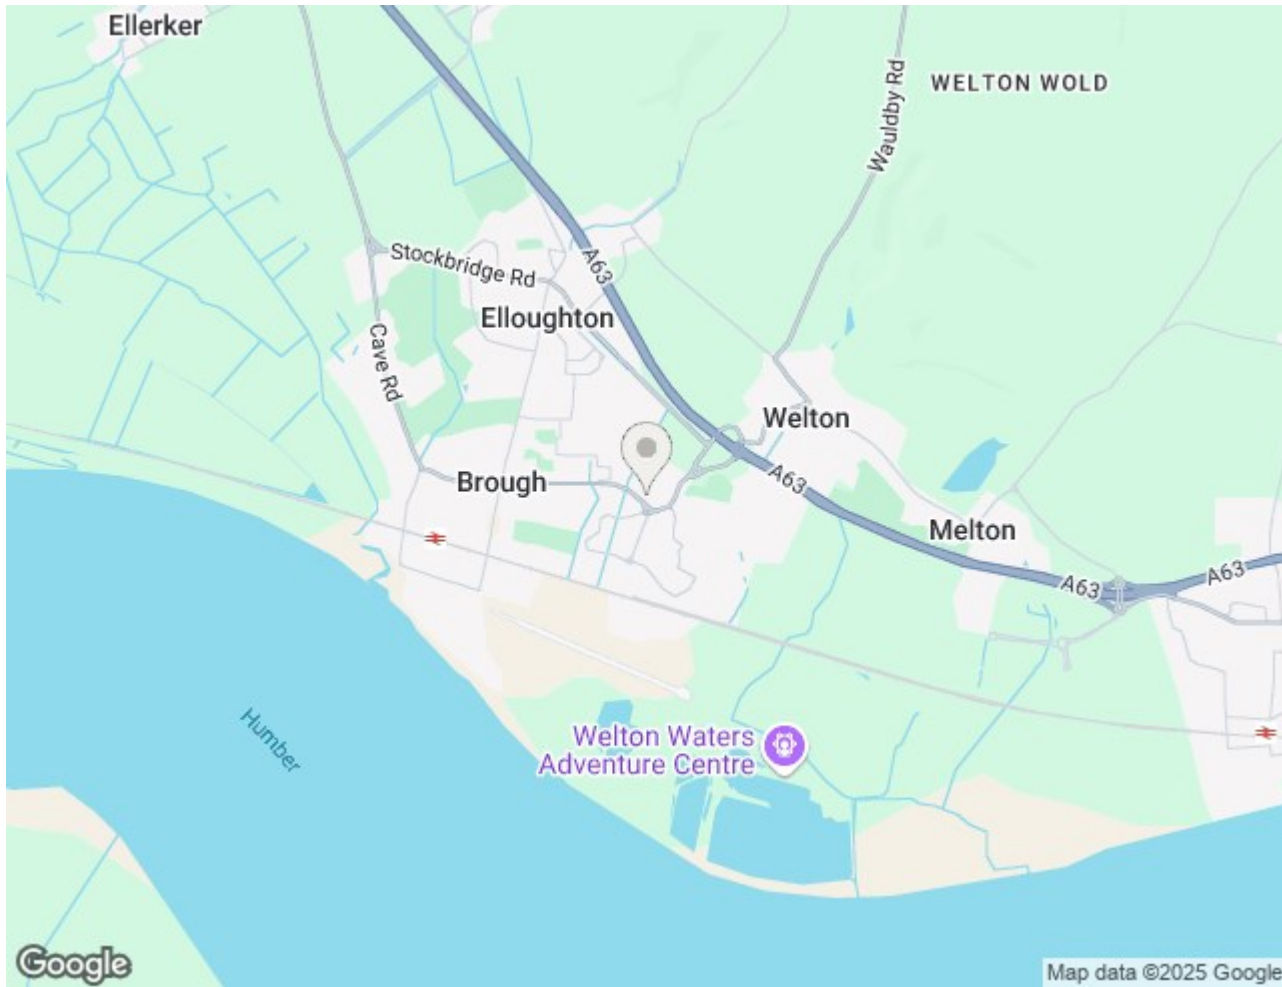 Ellerker
WELTON WOLD
Wauldby Rd
Stockbridge Rd
A63
Elloughton
Cave Rd
Welton
Brough
A63
Melton
A63
A63
Humber
Welton Waters
Adventure Centre
Google
Map data ©2025 Google